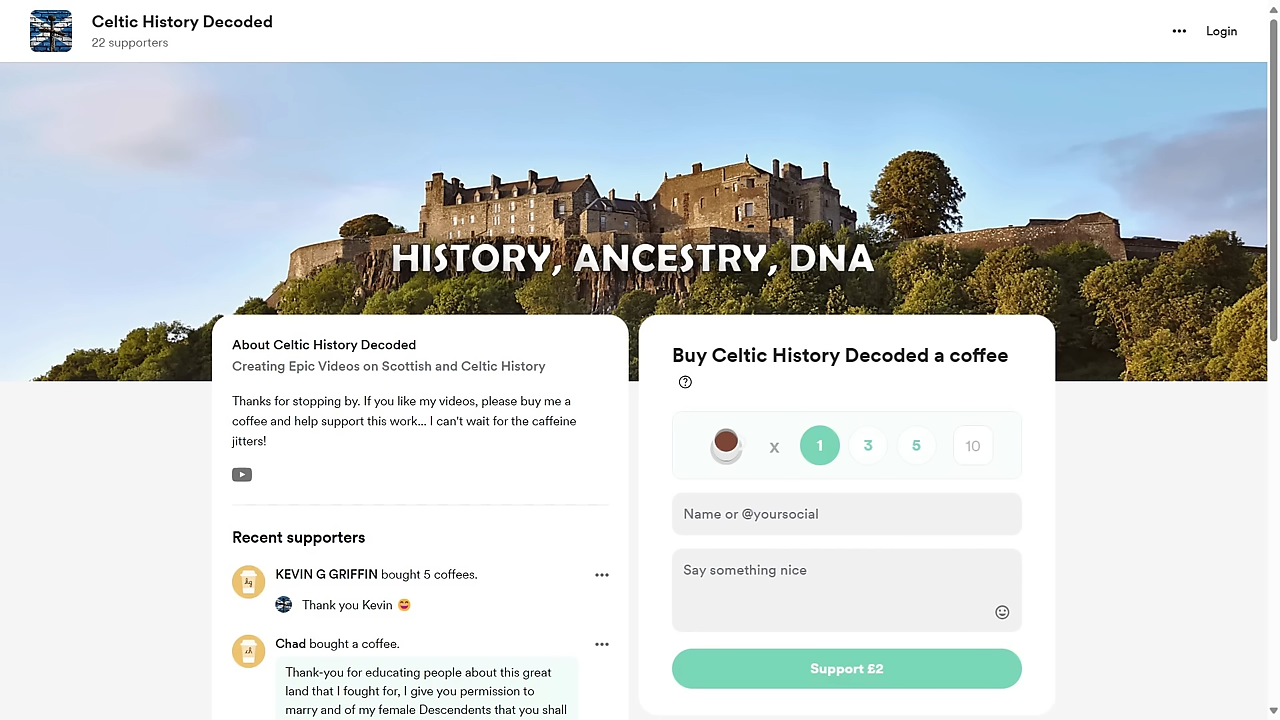 Celtic History Decoded
22 supporters
Login
HISTORY, ANCESTRY, DNA
About Celtic History Decoded
Creating Epic Videos on Scottish and Celtic History
Thanks for stopping by. If you like my videos, please buy me a
coffee and help support this work... I can't wait for the caffeine
jitters!
Recent supporters
KEVIN G GRIFFIN bought 5 coffees.
Thank you Kevin 😄
Chad bought a coffee.
Thank-you for educating people about this great
land that I fought for, I give you permission to
marry and of my female Descendents that you shall
Buy Celtic History Decoded a coffee
x 1 3 5 10
Name or @yoursocial
Say something nice
Support £2